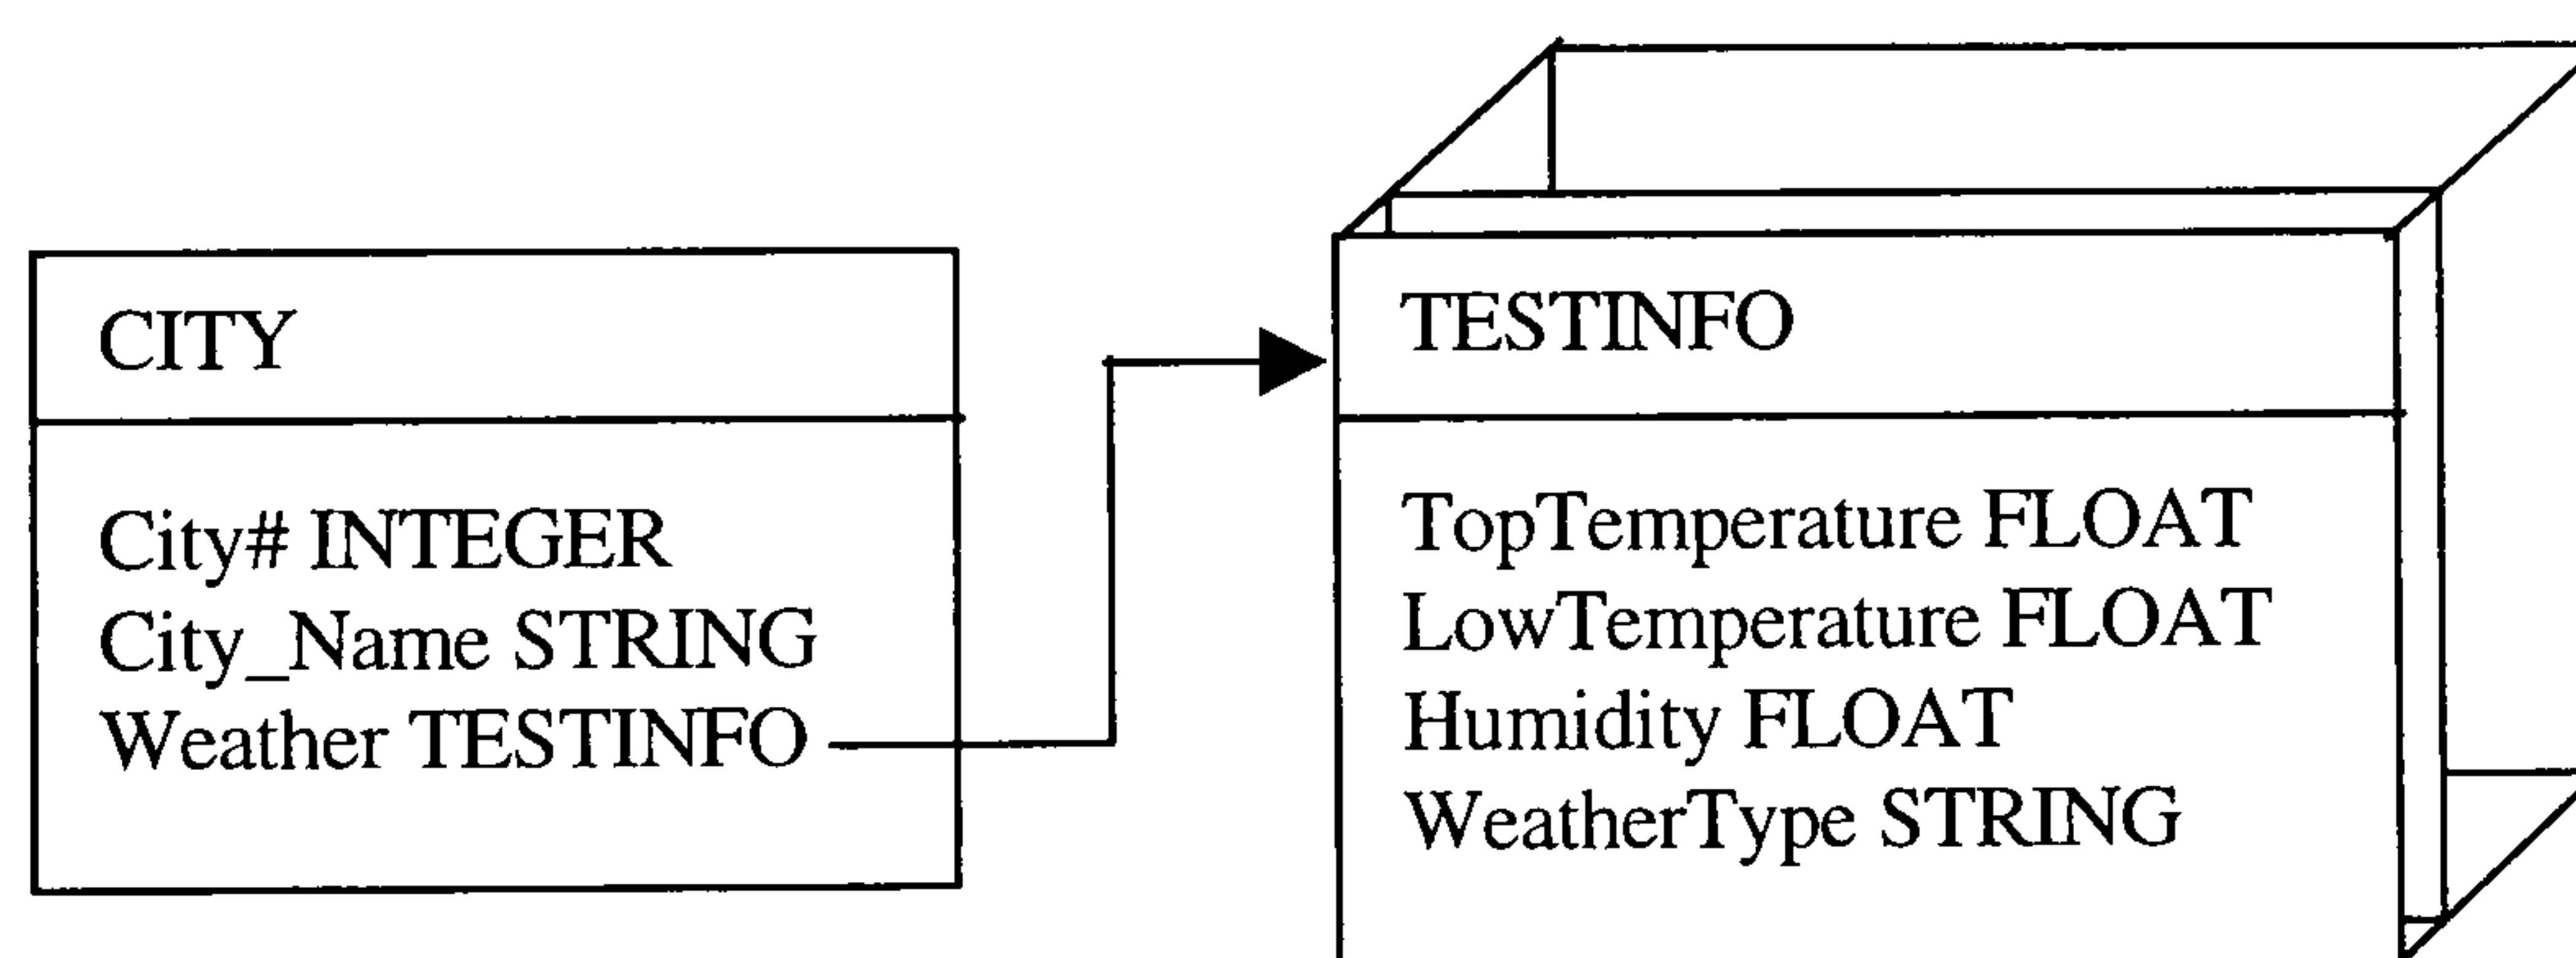 CITY
City# INTEGER
City_Name STRING
Weather TESTINFO
TESTINFO
TopTemperature FLOAT
LowTemperature FLOAT
Humidity FLOAT
WeatherType STRING